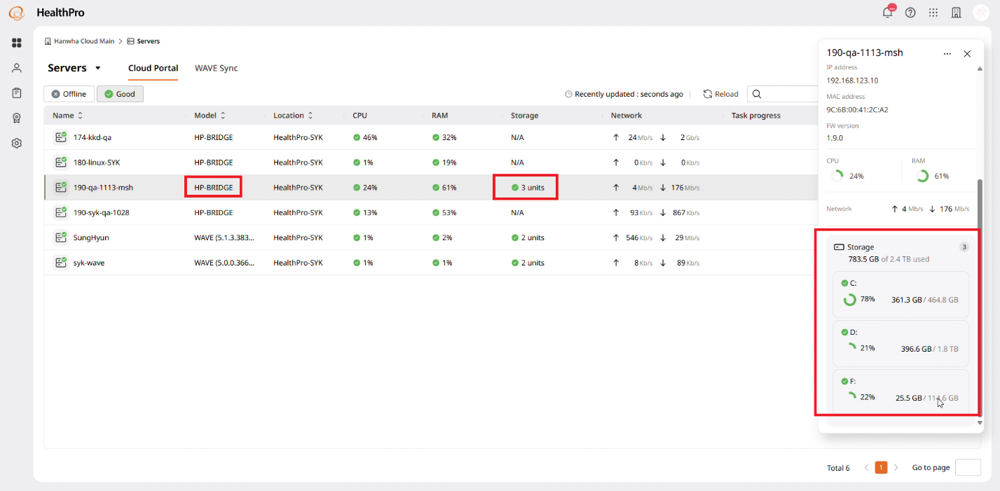 HealthPro
Hanwha Cloud Main > Servers
Servers Cloud Portal WAVE Sync
Offline Good Recently updated : seconds ago Reload
Name Model Location CPU RAM Storage Network Task progress
174-kkd-qa HP-BRIDGE HealthPro-SYK 46% 32% N/A ↑ 24 Mb/s ↓ 2 Gb/s
180-linux-SYK HP-BRIDGE HealthPro-SYK 1% 19% N/A ↑ 0 Kb/s ↓ 0 Kb/s
190-qa-1113-msh HP-BRIDGE HealthPro-SYK 24% 61% 3 units ↑ 4 Mb/s ↓ 176 Mb/s
190-syk-qa-1028 HP-BRIDGE HealthPro-SYK 13% 53% N/A ↑ 93 Kb/s ↓ 867 Kb/s
SungHyun WAVE (5.1.3.383... HealthPro-SYK 1% 2% 2 units ↑ 546 Kb/s ↓ 29 Mb/s
syk-wave WAVE (5.0.0.366... HealthPro-SYK 1% 1% 2 units ↑ 8 Kb/s ↓ 89 Kb/s
190-qa-1113-msh
IP address
192.168.123.10
MAC address
9C:6B:00:41:2C:A2
FW version
1.9.0
CPU RAM
24% 61%
Network ↑ 4 Mb/s ↓ 176 Mb/s
Storage 3
783.5 GB of 2.4 TB used
C:
78% 361.3 GB / 464.8 GB
D:
21% 396.6 GB / 1.8 TB
F:
22% 25.5 GB / 114.6 GB
Total 6 < 1 > Go to page